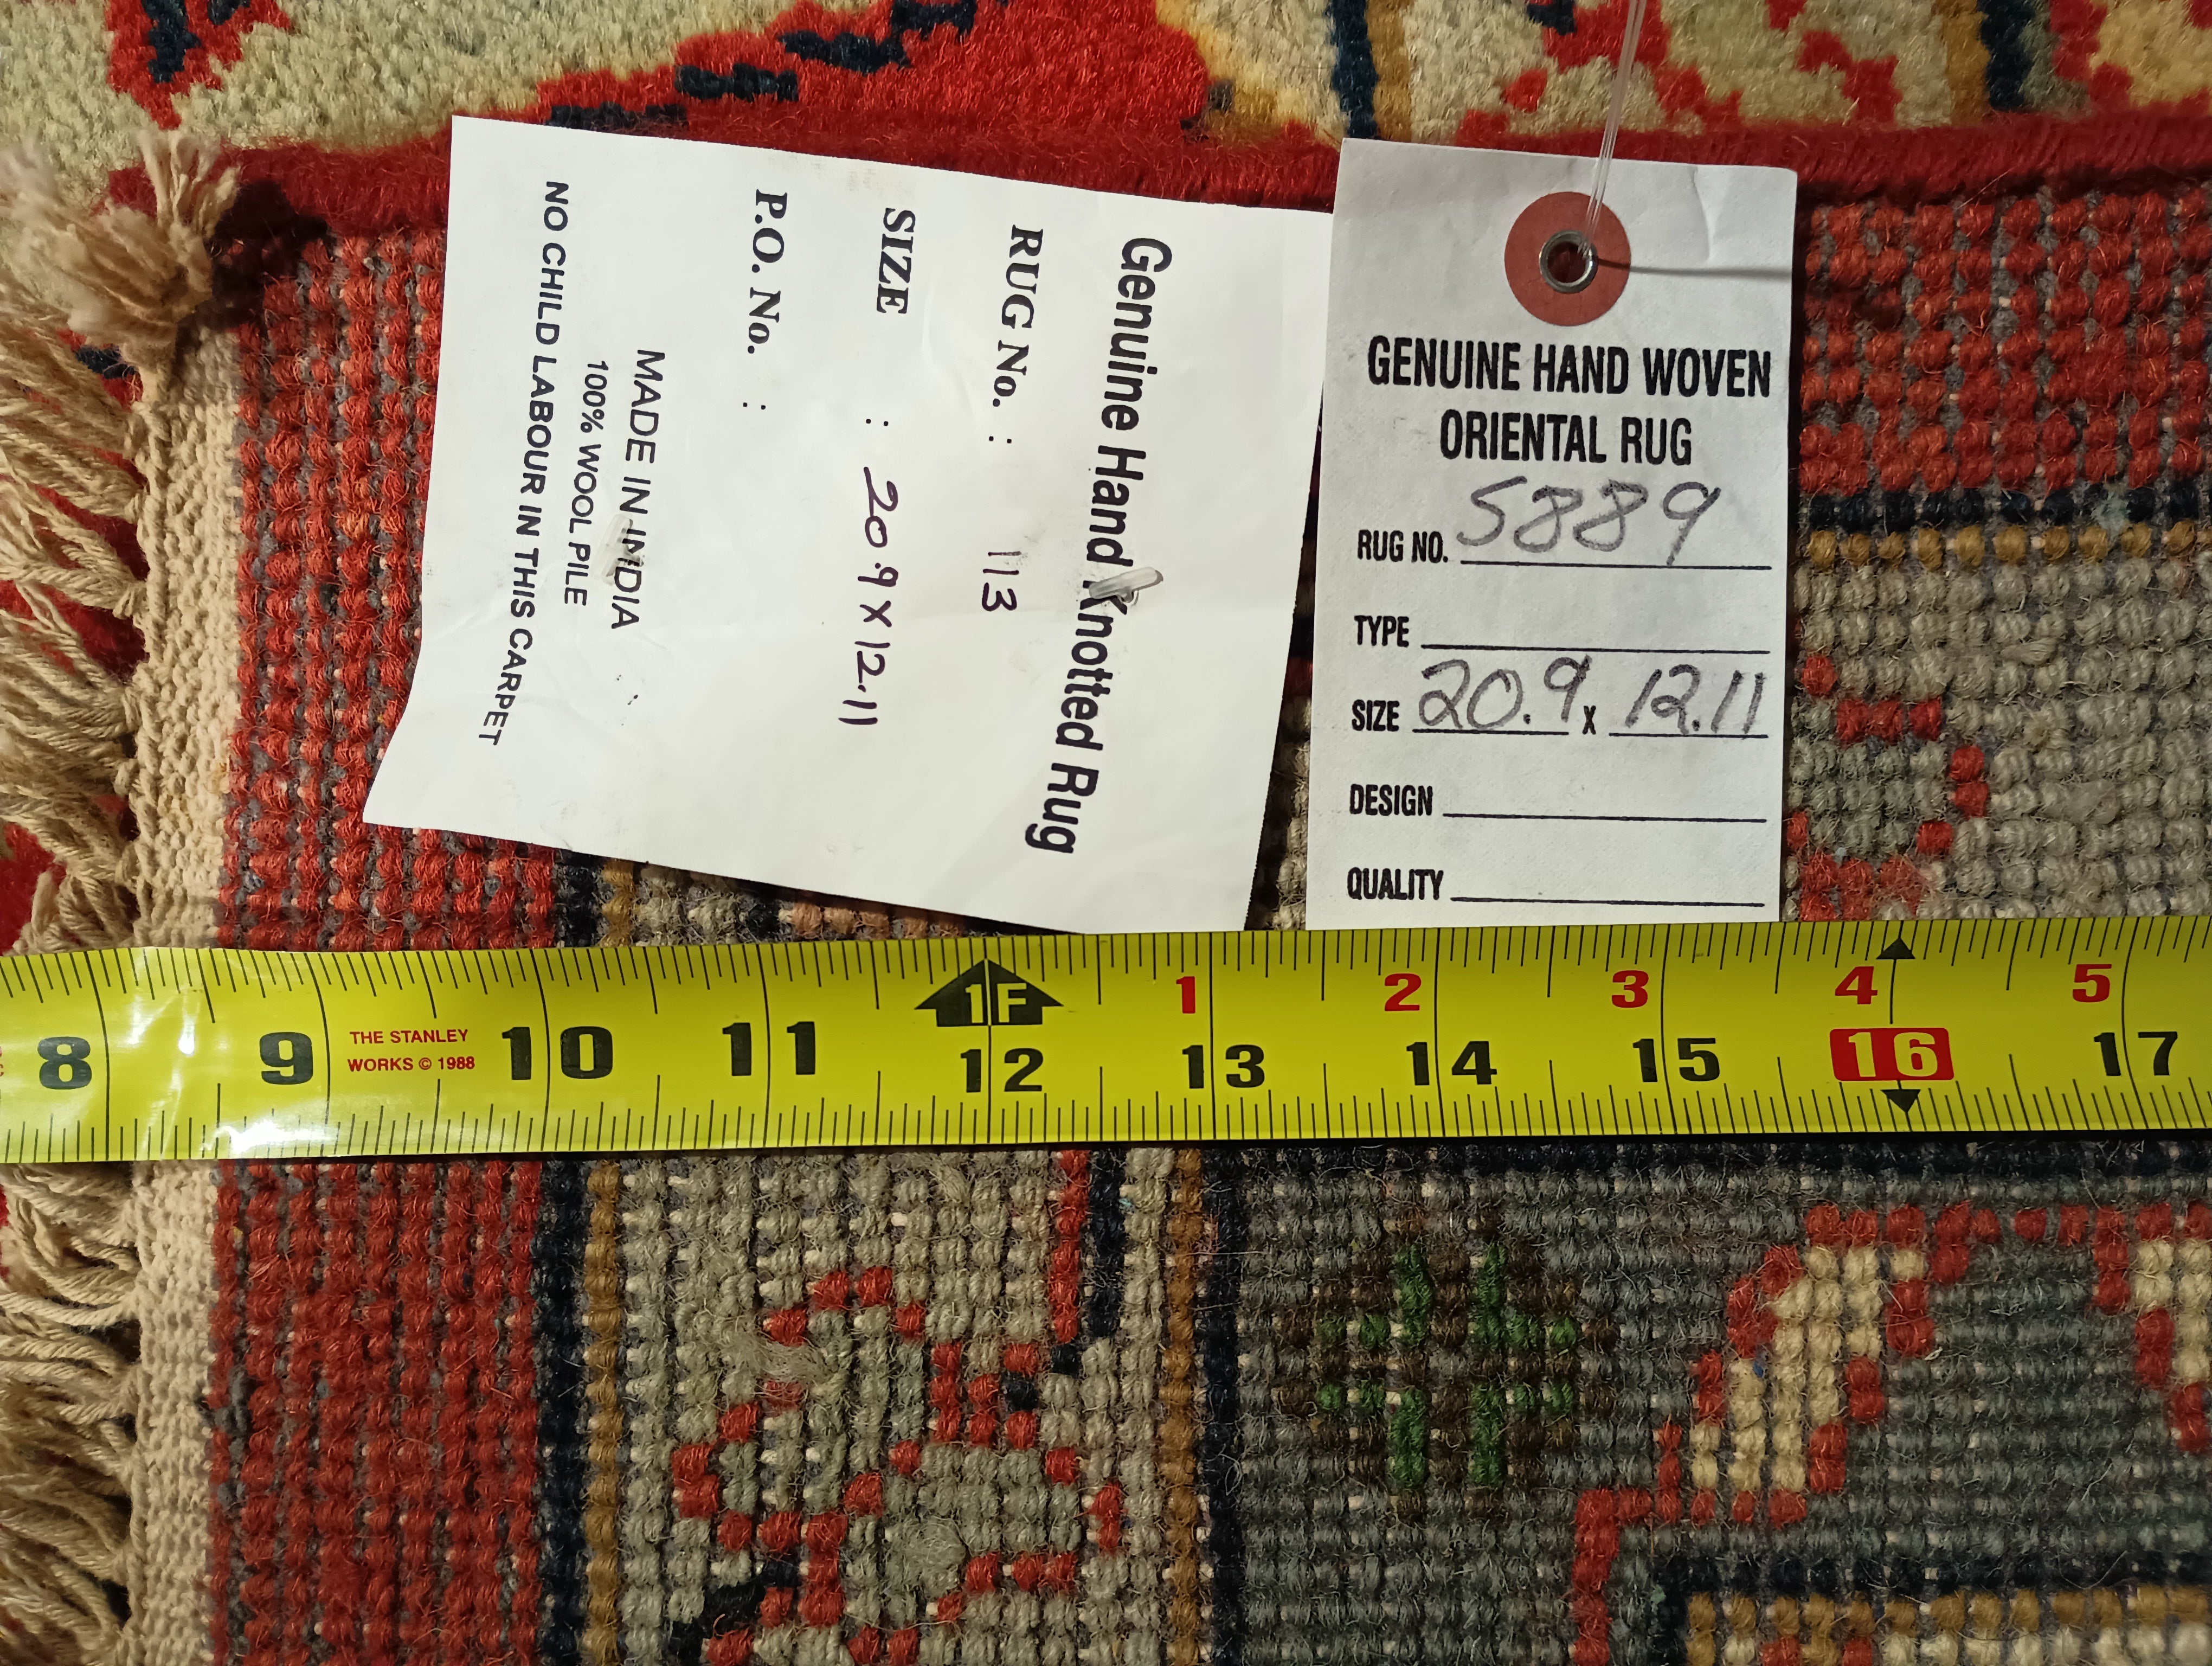 Genuine Hand Knotted Rug
RUG No. : 113
SIZE : 20.9 x 12.11
P.O. No. :
MADE IN INDIA
100% WOOL PILE
NO CHILD LABOUR IN THIS CARPET
GENUINE HAND WOVEN
ORIENTAL RUG
RUG NO. 5889
TYPE
SIZE 20.9 x 12.11
DESIGN
QUALITY
1F 1 2 3 4 5
8 9 THE STANLEY WORKS © 1988 10 11 12 13 14 15 16 17